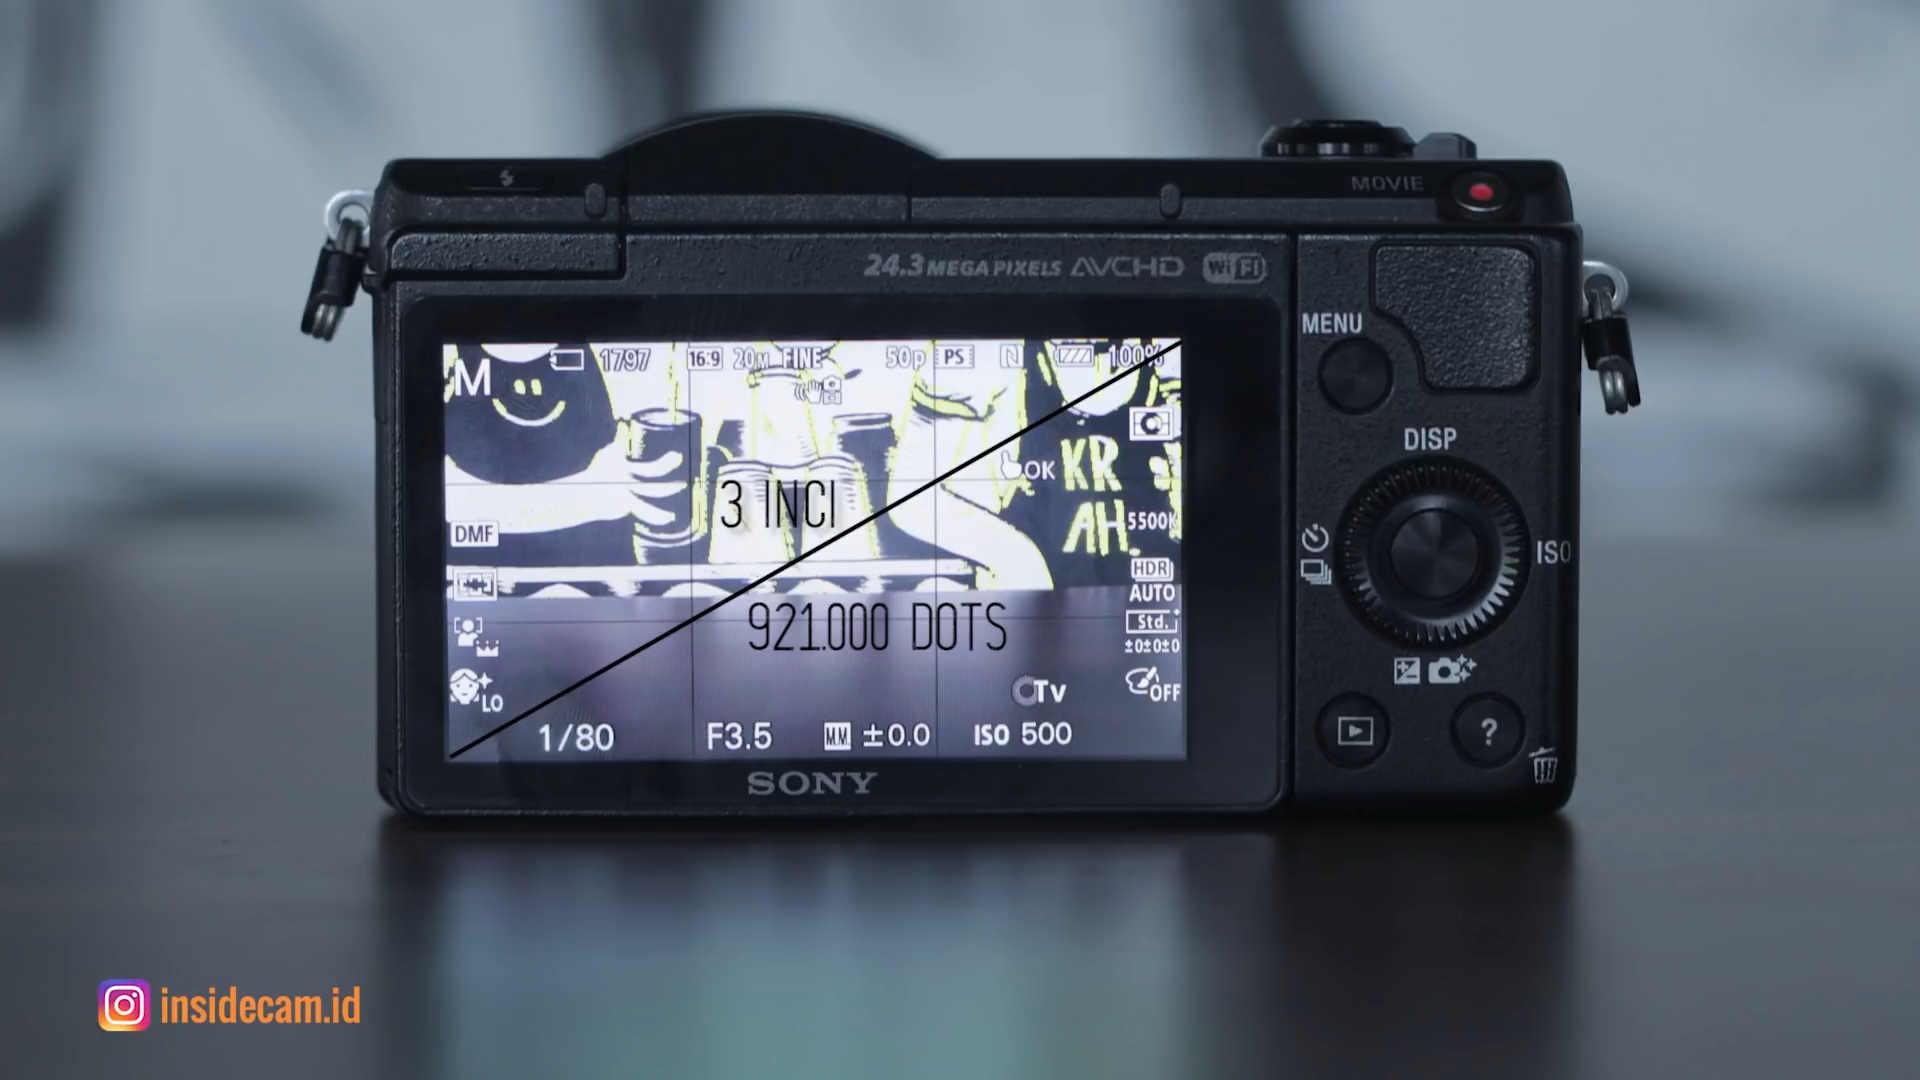 MOVIE
24.3 MEGA PIXELS AVCHD Wi Fi
MENU
M 1797 16:9 20M FINE 50p PS N 100%
DISP
OK KR
AH 5500K
3 INCI
DMF
ISO
HDR
AUTO
921.000 DOTS
Std.
±0±0±0
LO
Tv
OFF
1/80 F3.5 M.M. ±0.0 ISO 500
?
SONY
insidecam.id